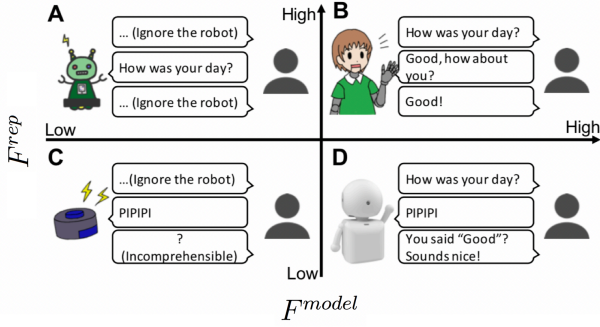 High
A
... (Ignore the robot)
How was your day?
... (Ignore the robot)
B
How was your day?
Good, how about
you?
Good!
Low
High
F^{rep}
C
...(Ignore the robot)
PIPIPI
?
(Incomprehensible)
D
How was your day?
PIPIPI
You said “Good”?
Sounds nice!
Low
F^{model}